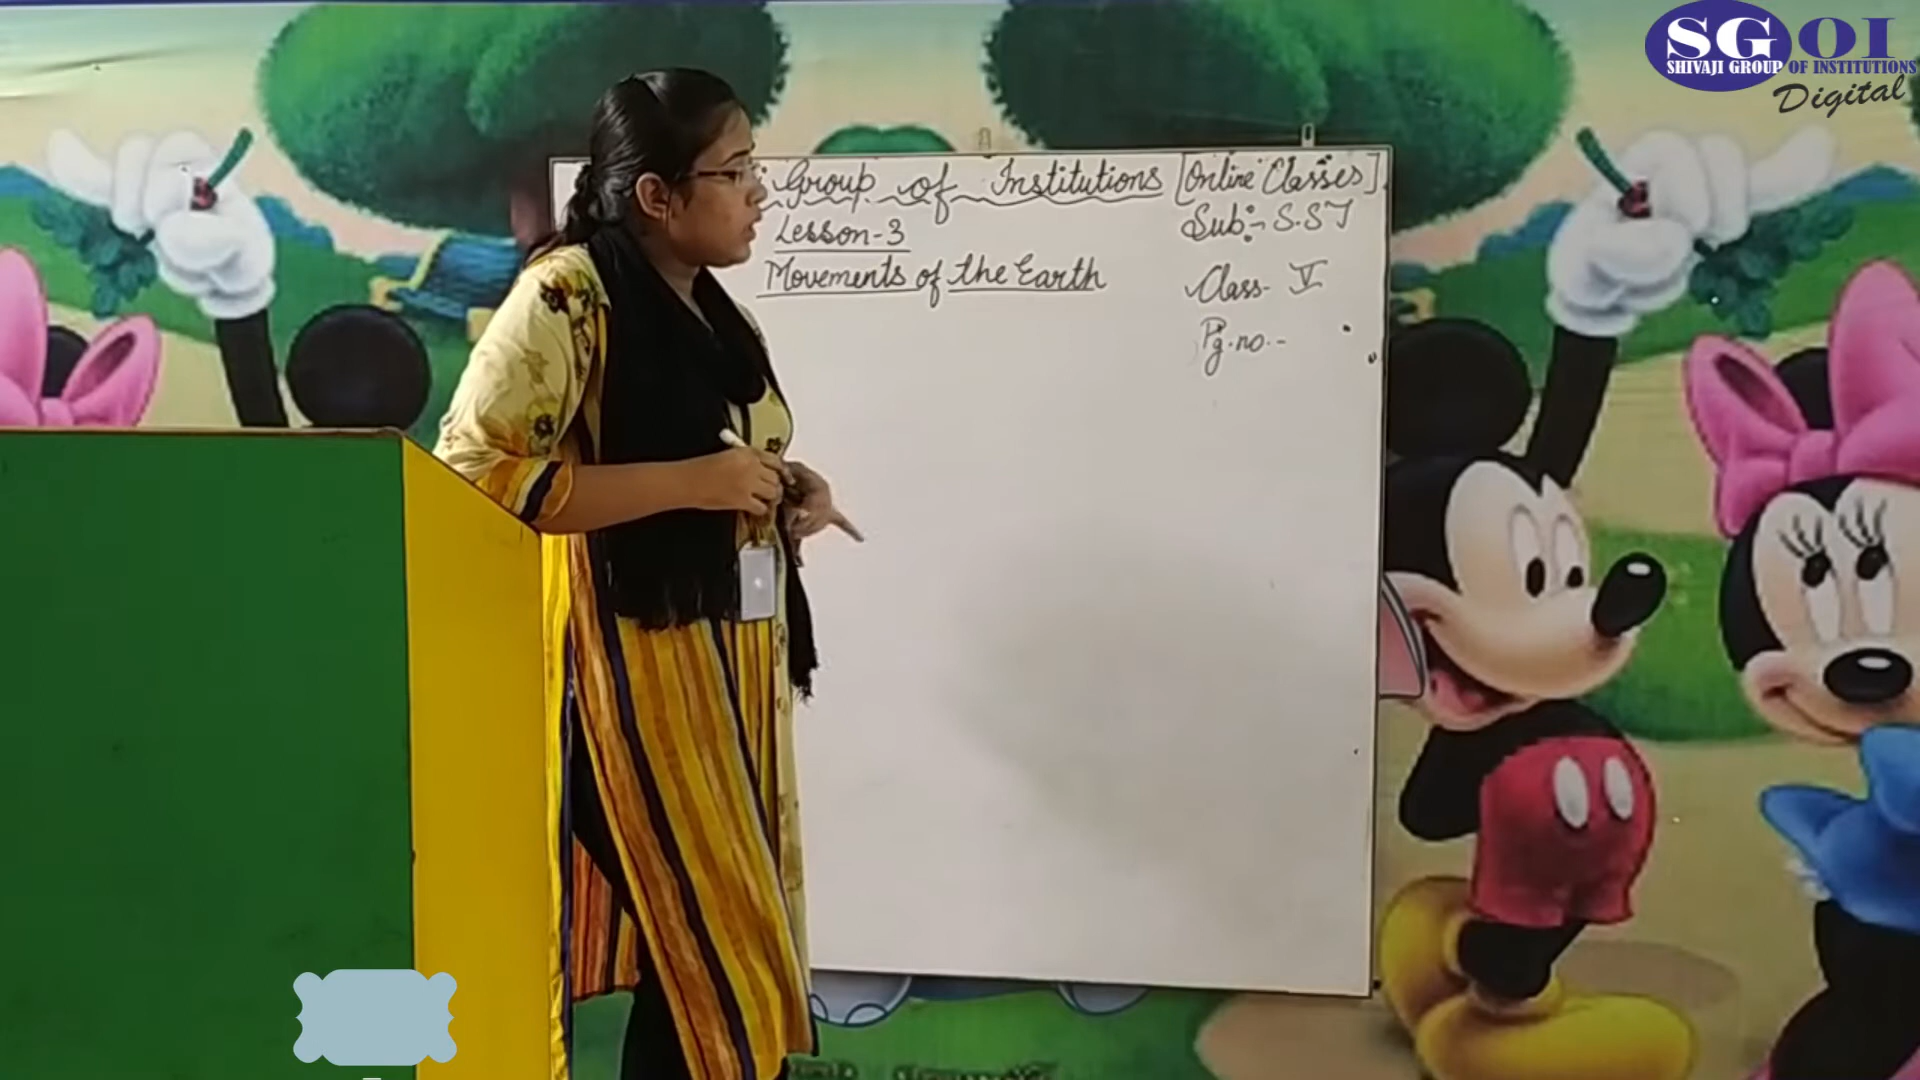 SGOI
SHIVAJI GROUP OF INSTITUTIONS
Digital
Group of Institutions [Online Classes]
Lesson-3
Sub:- S.ST
Movements of the Earth
Class- V
Pg.no.-